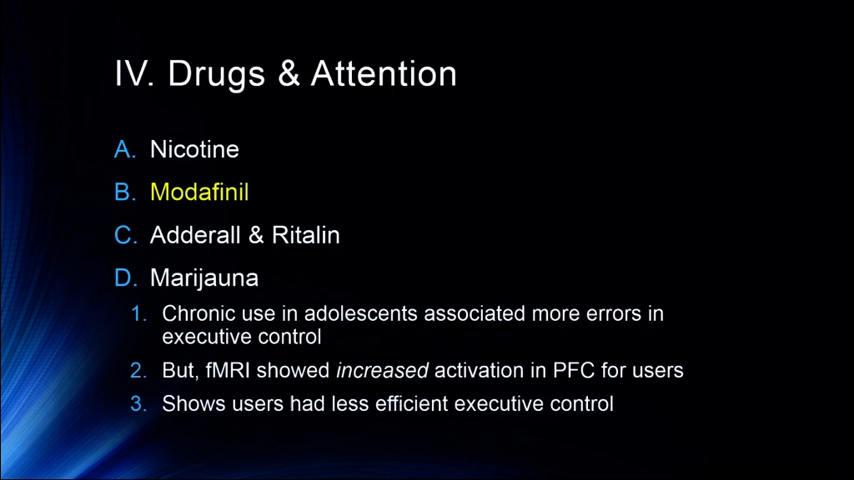 IV. Drugs & Attention
A. Nicotine
B. Modafinil
C. Adderall & Ritalin
D. Marijauna
1. Chronic use in adolescents associated more errors in
executive control
2. But, fMRI showed increased activation in PFC for users
3. Shows users had less efficient executive control